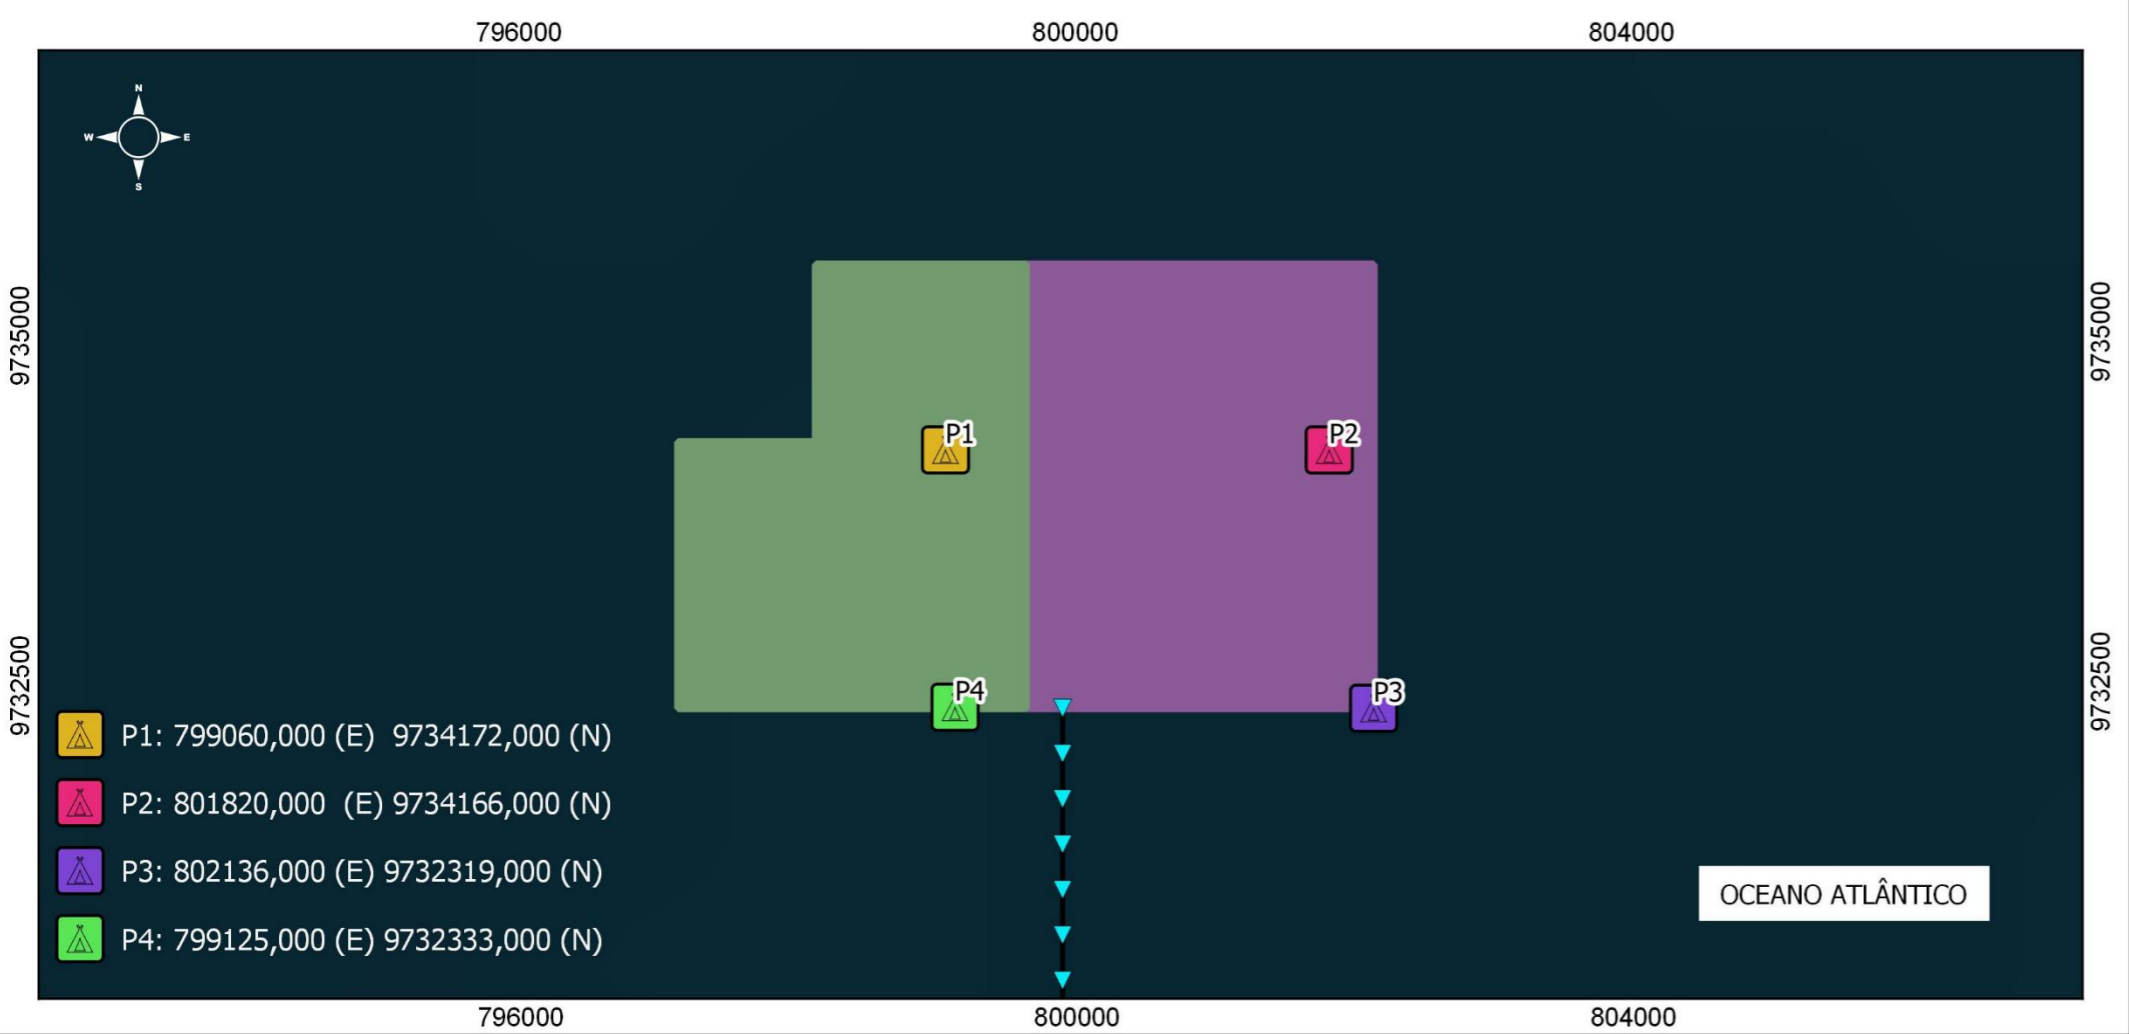 796000 800000 804000
N
W E
S
9735000 9735000
P1 P2
9732500 9732500
P4 P3
P1: 799060,000 (E) 9734172,000 (N)
P2: 801820,000 (E) 9734166,000 (N)
P3: 802136,000 (E) 9732319,000 (N)
P4: 799125,000 (E) 9732333,000 (N)
OCEANO ATLÂNTICO
796000 800000 804000